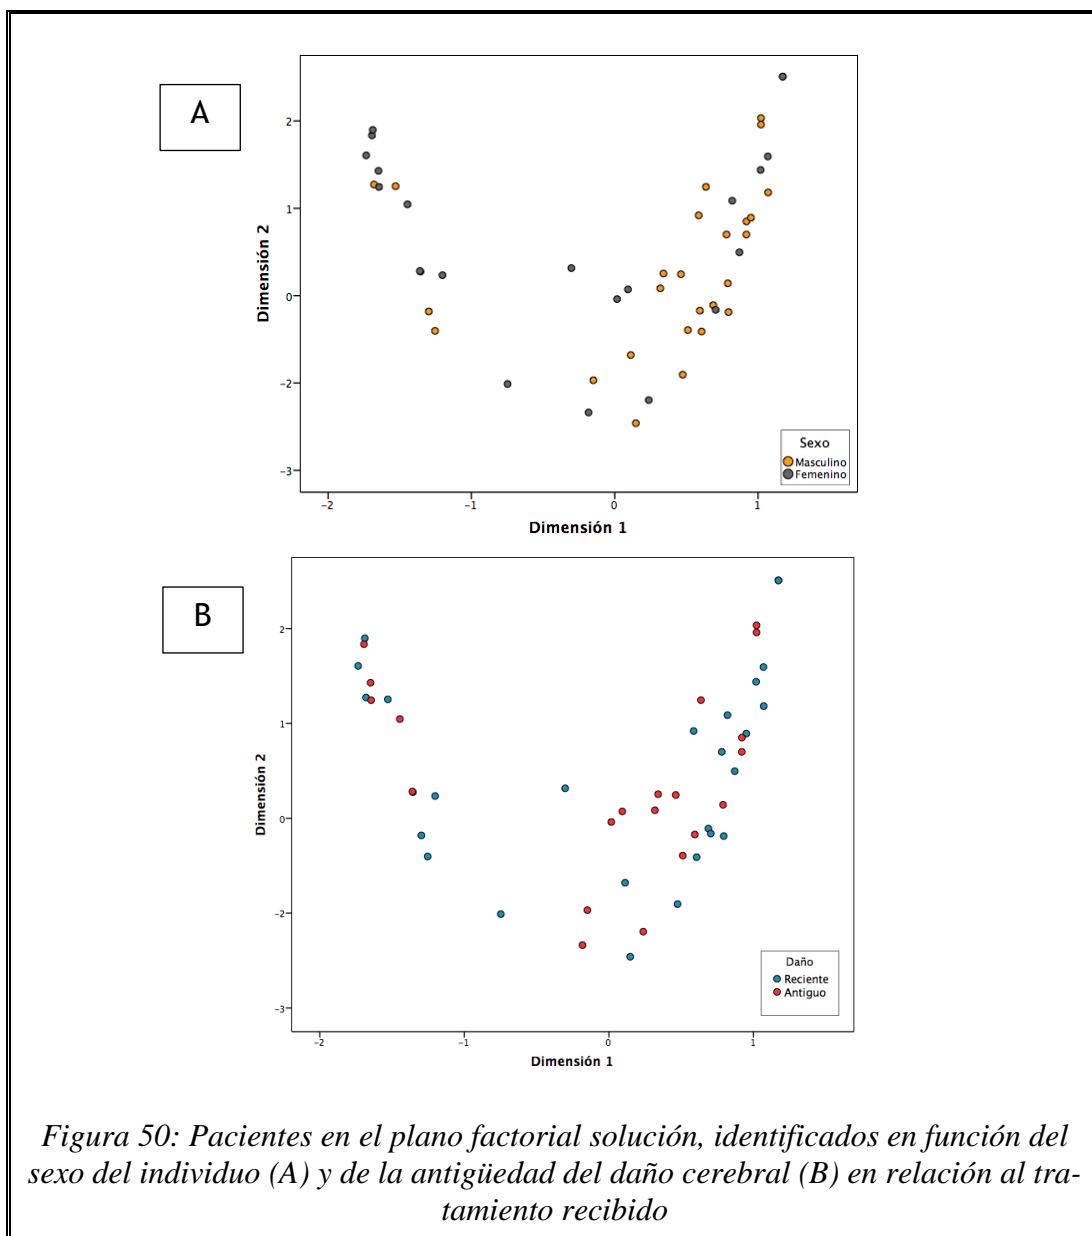 A
2
1
0
−2
−3
−2
−1
0
1
Dimensión 2
Dimensión 1
Sexo
Masculino
Femenino
B
2
1
0
−2
−3
−2
−1
0
1
Dimensión 2
Dimensión 1
Daño
Reciente
Antiguo
Figura 50: Pacientes en el plano factorial solución, identificados en función del
sexo del individuo (A) y de la antigüedad del daño cerebral (B) en relación al tra-
tamiento recibido